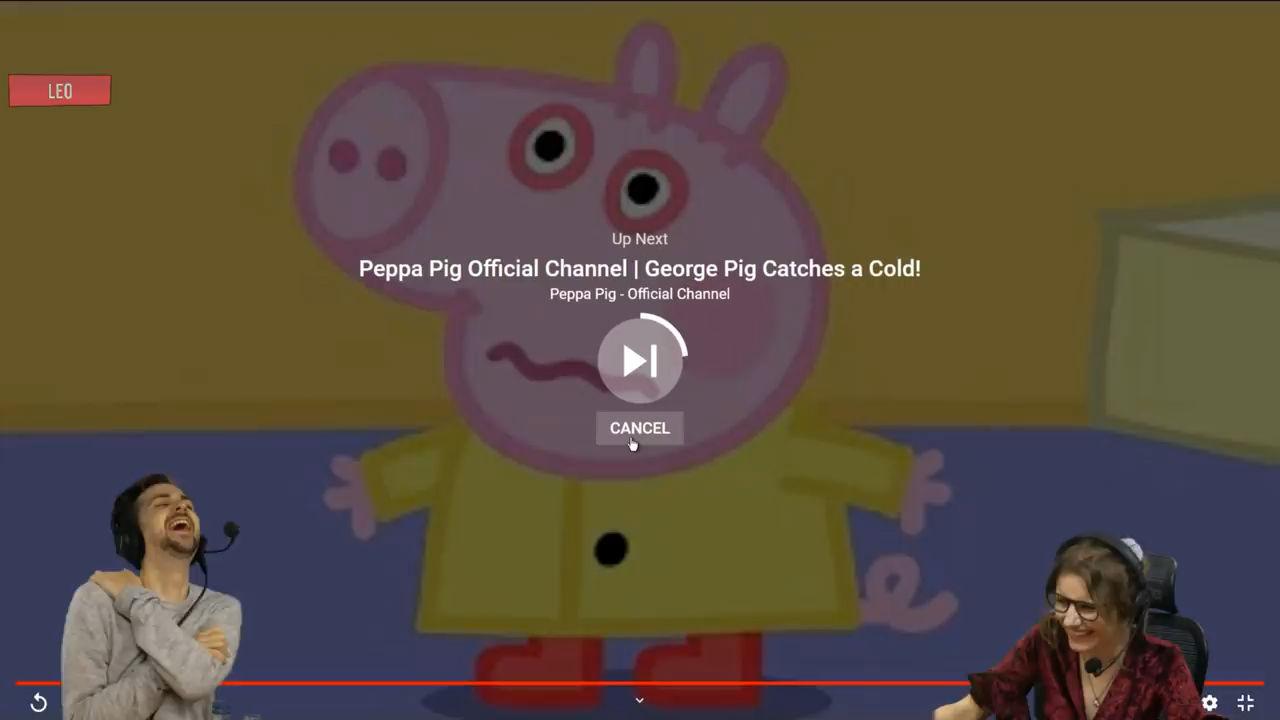 LEO
Up Next
Peppa Pig Official Channel | George Pig Catches a Cold!
Peppa Pig - Official Channel
CANCEL